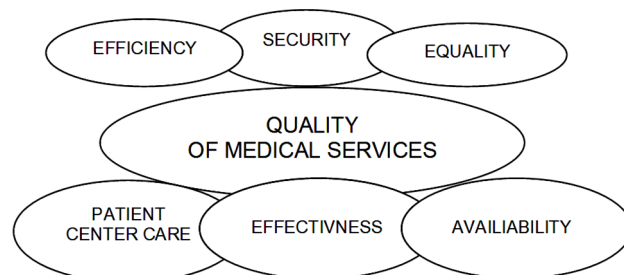 EFFICIENCY
SECURITY
EQUALITY
QUALITY
OF MEDICAL SERVICES
PATIENT
CENTER CARE
EFFECTIVNESS
AVAILIABILITY